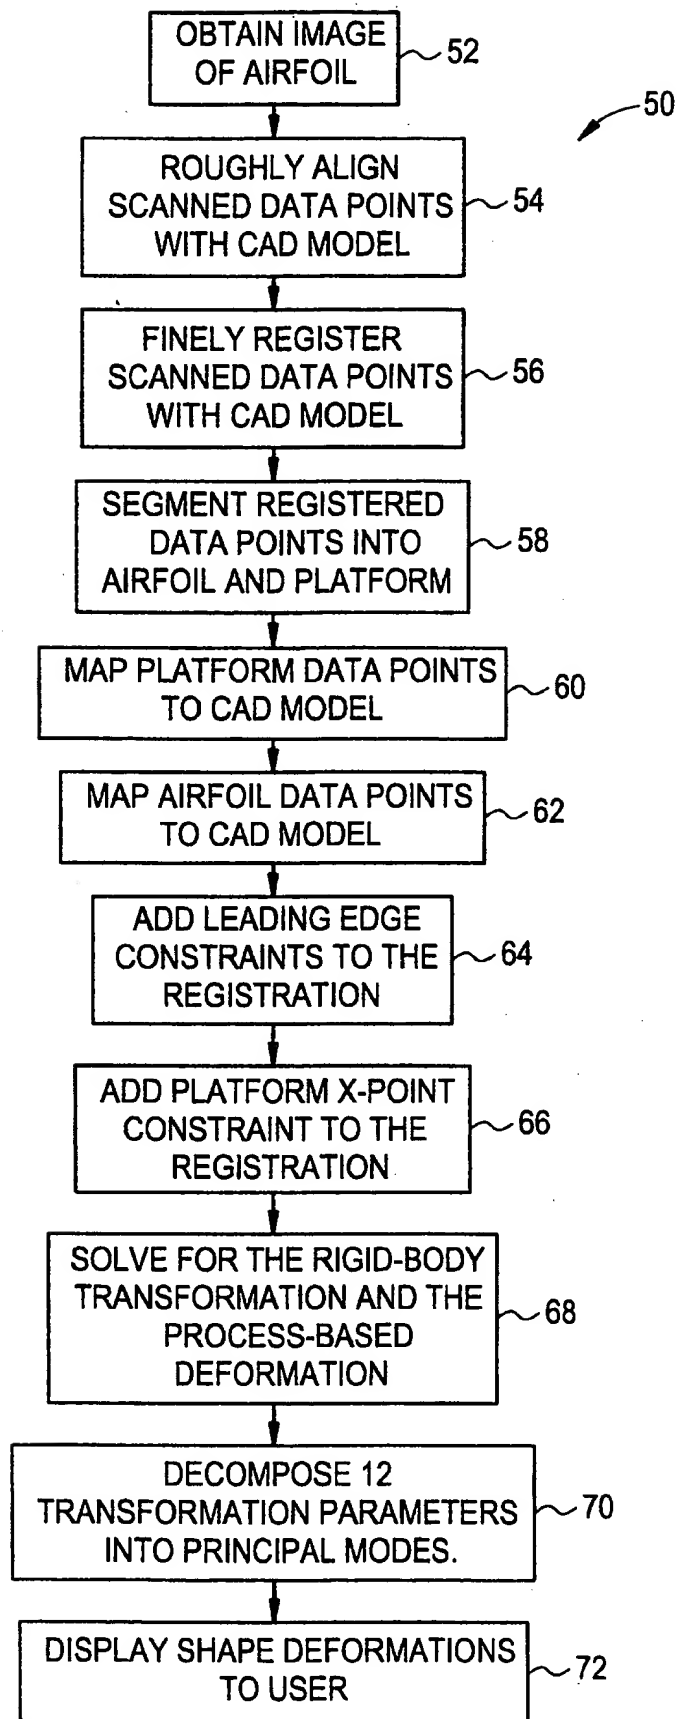 OBTAIN IMAGE
OF AIRFOIL
52
50
ROUGHLY ALIGN
SCANNED DATA POINTS
WITH CAD MODEL
54
FINELY REGISTER
SCANNED DATA POINTS
WITH CAD MODEL
56
SEGMENT REGISTERED
DATA POINTS INTO
AIRFOIL AND PLATFORM
58
MAP PLATFORM DATA POINTS
TO CAD MODEL
60
MAP AIRFOIL DATA POINTS
TO CAD MODEL
62
ADD LEADING EDGE
CONSTRAINTS TO THE
REGISTRATION
64
ADD PLATFORM X-POINT
CONSTRAINT TO THE
REGISTRATION
66
SOLVE FOR THE RIGID-BODY
TRANSFORMATION AND THE
PROCESS-BASED
DEFORMATION
68
DECOMPOSE 12
TRANSFORMATION PARAMETERS
INTO PRINCIPAL MODES.
70
DISPLAY SHAPE DEFORMATIONS
TO USER
72